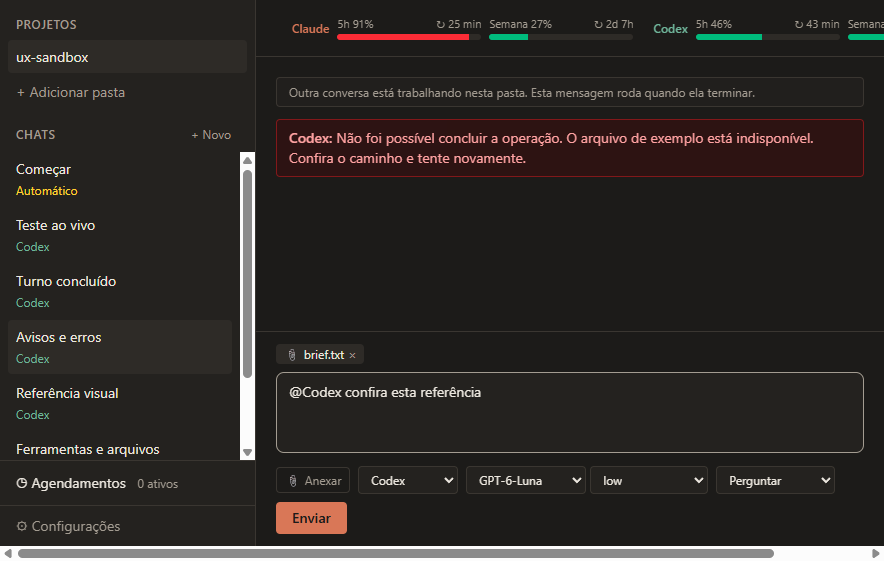 PROJETOS
ux-sandbox
+ Adicionar pasta
CHATS + Novo
Começar
Automático
Teste ao vivo
Codex
Turno concluído
Codex
Avisos e erros
Codex
Referência visual
Codex
Ferramentas e arquivos
Agendamentos 0 ativos
Configurações
Claude 5h 91% ↻ 25 min Semana 27% ↻ 2d 7h Codex 5h 46% ↻ 43 min Semana
Outra conversa está trabalhando nesta pasta. Esta mensagem roda quando ela terminar.
Codex: Não foi possível concluir a operação. O arquivo de exemplo está indisponível.
Confira o caminho e tente novamente.
brief.txt ×
@Codex confira esta referência
Anexar Codex GPT-6-Luna low Perguntar
Enviar